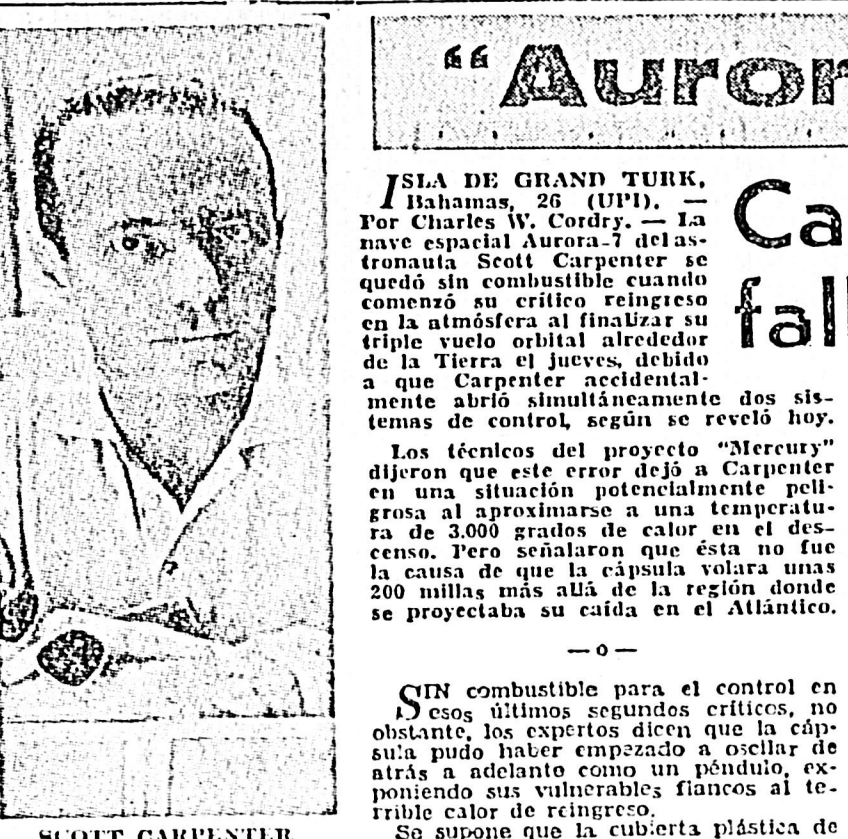 "Auror
Ca
fall
ISLA DE GRAND TURK,
Bahamas, 26 (UPI). —
Por Charles W. Cordry. — La
nave espacial Aurora-7 del as-
tronauta Scott Carpenter se
quedó sin combustible cuando
comenzó su crítico reingreso
en la atmósfera al finalizar su
triple vuelo orbital alrededor
de la Tierra el jueves, debido
a que Carpenter accidental-
mente abrió simultáneamente dos sis-
temas de control, según se reveló hoy.
Los técnicos del proyecto "Mercury"
dijeron que este error dejó a Carpenter
en una situación potencialmente peli-
grosa al aproximarse a una temperatu-
ra de 3.000 grados de calor en el des-
censo. Pero señalaron que ésta no fue
la causa de que la cápsula volara unas
200 millas más allá de la región donde
se proyectaba su caída en el Atlántico.
— o —
SIN combustible para el control en
esos últimos segundos críticos, no
obstante, los expertos dicen que la cáp-
sula pudo haber empezado a oscilar de
atrás a adelante como un péndulo, ex-
poniendo sus vulnerables flancos al te-
rrible calor de reingreso.
Se supone que la cubierta plástica de
SCOTT CARPENTER